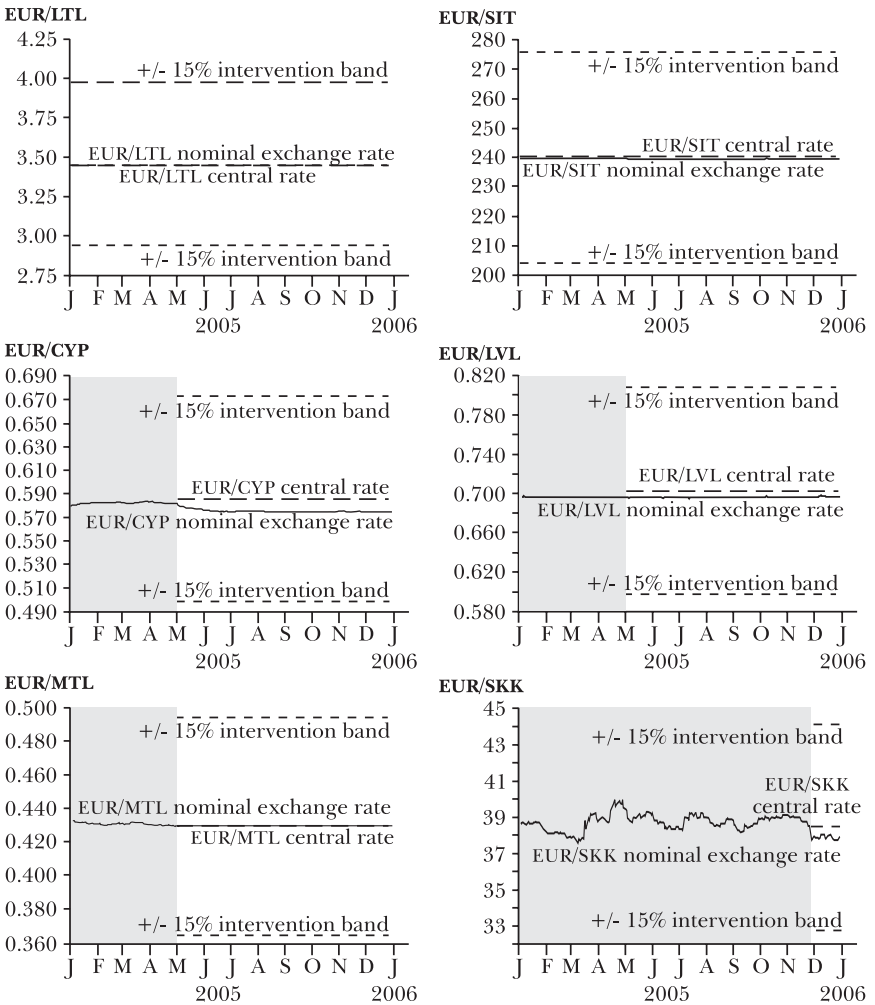 EUR/LTL
4.25
4.00
3.75
3.50
3.25
3.00
2.75
+/- 15% intervention band
EUR/LTL nominal exchange rate
EUR/LTL central rate
+/- 15% intervention band
J F M A M J J A S O N D J
2005 2006
EUR/SIT
280
270
260
250
240
230
220
210
200
+/- 15% intervention band
EUR/SIT central rate
EUR/SIT nominal exchange rate
+/- 15% intervention band
J F M A M J J A S O N D J
2005 2006
EUR/CYP
0.690
0.670
0.650
0.630
0.610
0.590
0.570
0.550
0.530
0.510
0.490
+/- 15% intervention band
EUR/CYP central rate
EUR/CYP nominal exchange rate
+/- 15% intervention band
J F M A M J J A S O N D J
2005 2006
EUR/LVL
0.820
0.780
0.740
0.700
0.660
0.620
0.580
+/- 15% intervention band
EUR/LVL central rate
EUR/LVL nominal exchange rate
+/- 15% intervention band
J F M A M J J A S O N D J
2005 2006
EUR/MTL
0.500
0.480
0.460
0.440
0.420
0.400
0.380
0.360
+/- 15% intervention band
EUR/MTL nominal exchange rate
EUR/MTL central rate
+/- 15% intervention band
J F M A M J J A S O N D J
2005 2006
EUR/SKK
45
43
41
39
37
35
33
+/- 15% intervention band
EUR/SKK
central rate
EUR/SKK nominal exchange rate
+/- 15% intervention band
J F M A M J J A S O N D J
2005 2006